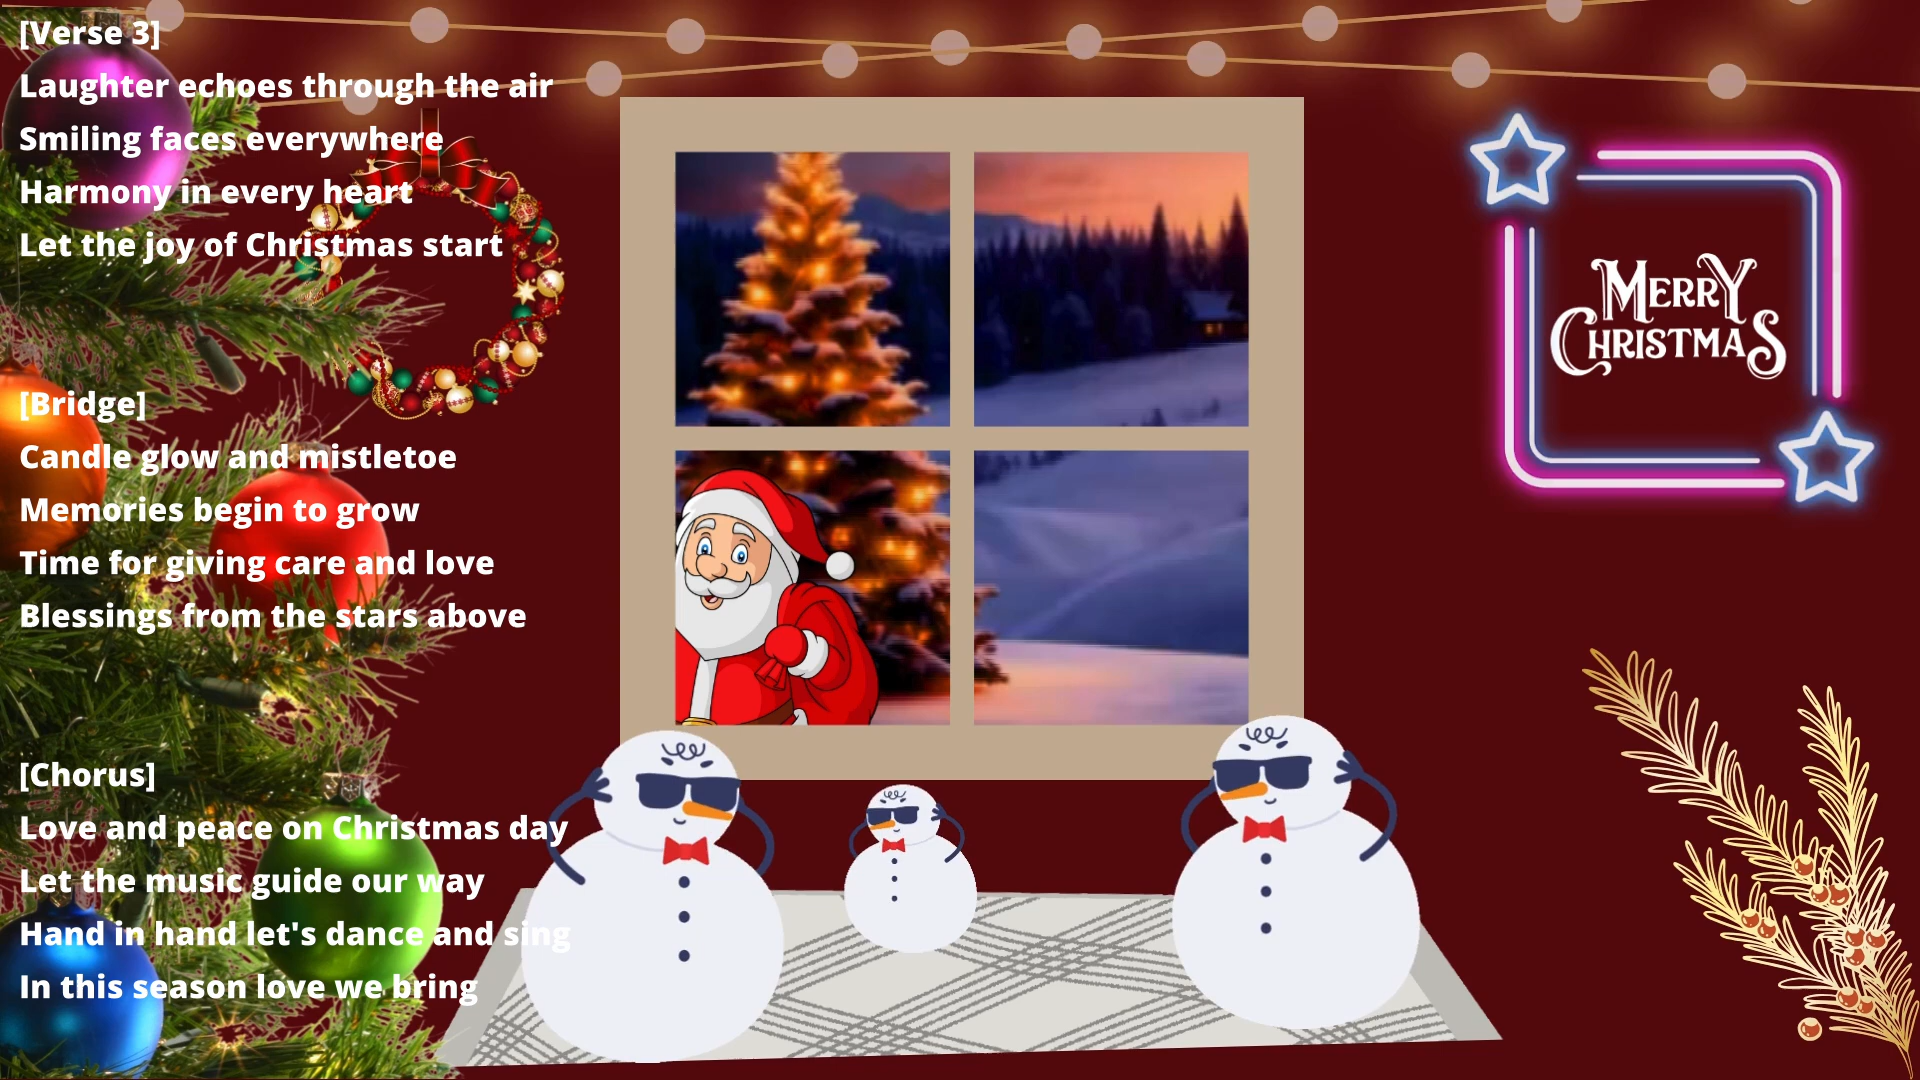 [Verse 3]
Laughter echoes through the air
Smiling faces everywhere
Harmony in every heart
Let the joy of Christmas start
[Bridge]
Candle glow and mistletoe
Memories begin to grow
Time for giving care and love
Blessings from the stars above
[Chorus]
Love and peace on Christmas day
Let the music guide our way
Hand in hand let's dance and sing
In this season love we bring
MERRY
CHRISTMAS